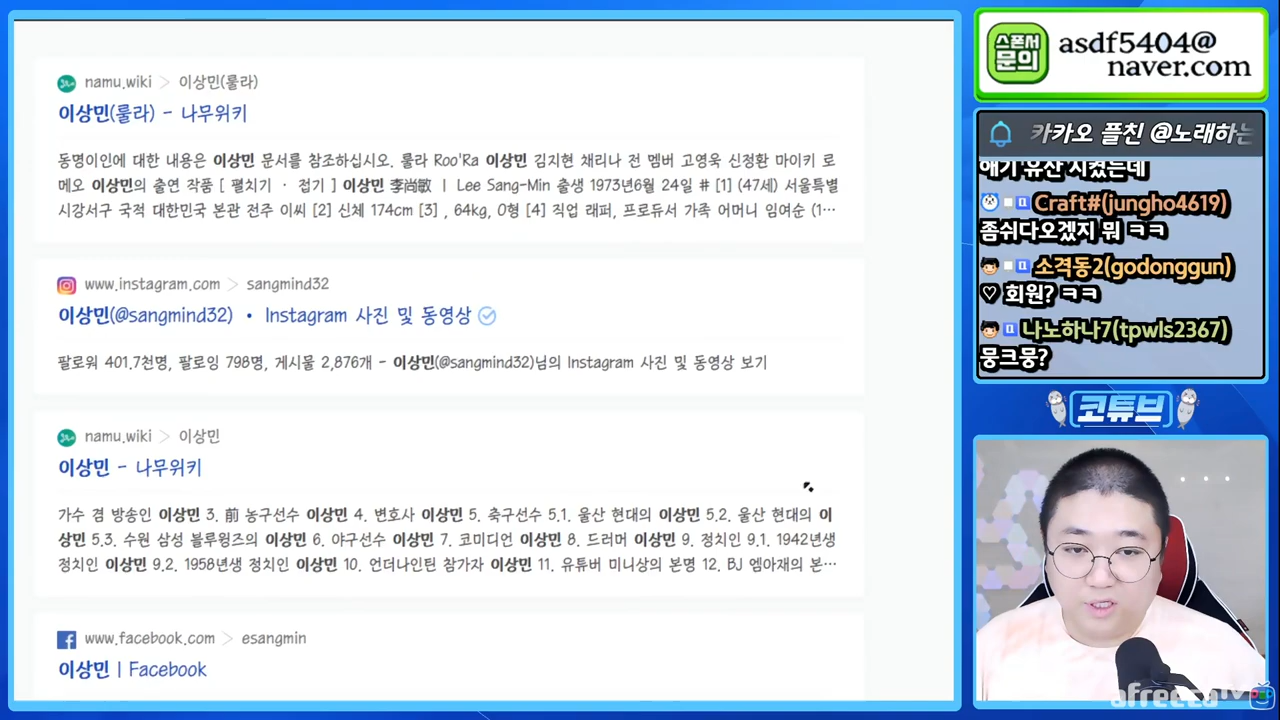 namu.wiki > 이상민(룰라)
이상민(룰라) - 나무위키
동명이인에 대한 내용은 이상민 문서를 참조하십시오. 룰라 Roo'Ra 이상민 김지현 채리나 전 멤버 고영욱 신정환 마이키 로
메오 이상민의 출연 작품 [ 펼치기 · 접기 ] 이상민 李尚敏 | Lee Sang-Min 출생 1973년6월 24일 # [1] (47세) 서울특별
시강서구 국적 대한민국 본관 전주 이씨 [2] 신체 174cm [3] , 64kg, O형 [4] 직업 래퍼, 프로듀서 가족 어머니 임여순 (1…
www.instagram.com > sangmind32
이상민(@sangmind32) • Instagram 사진 및 동영상
팔로워 401.7천명, 팔로잉 798명, 게시물 2,876개 - 이상민(@sangmind32)님의 Instagram 사진 및 동영상 보기
namu.wiki > 이상민
이상민 - 나무위키
가수 겸 방송인 이상민 3. 前 농구선수 이상민 4. 변호사 이상민 5. 축구선수 5.1. 울산 현대의 이상민 5.2. 울산 현대의 이
상민 5.3. 수원 삼성 블루윙즈의 이상민 6. 야구선수 이상민 7. 코미디언 이상민 8. 드러머 이상민 9. 정치인 9.1. 1942년생
정치인 이상민 9.2. 1958년생 정치인 이상민 10. 언더나인틴 참가자 이상민 11. 유튜버 미니상의 본명 12. BJ 엠아재의 본…
www.facebook.com > esangmin
이상민 | Facebook
스폰서
문의
asdf5404@
naver.com
카카오 플친 @노래하는
애기 유산 시켰는데
Craft#(jungho4619)
좀쉬다오겠지 뭐 ㅋㅋ
소격동2(godonggun)
♡ 회원? ㅋㅋ
나노하나7(tpwls2367)
뭉크뭉?
코튜브
afreecaTV